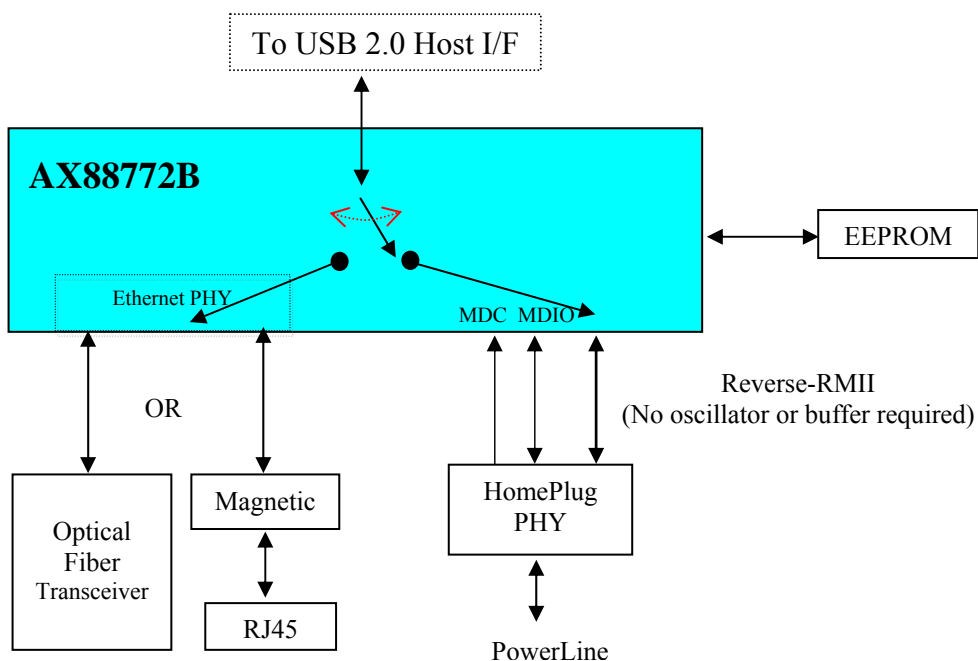 To USB 2.0 Host I/F
AX88772B
EEPROM
Ethernet PHY
MDC MDIO
Reverse-RMII
(No oscillator or buffer required)
OR
Optical
Fiber
Transceiver
Magnetic
RJ45
HomePlug
PHY
PowerLine